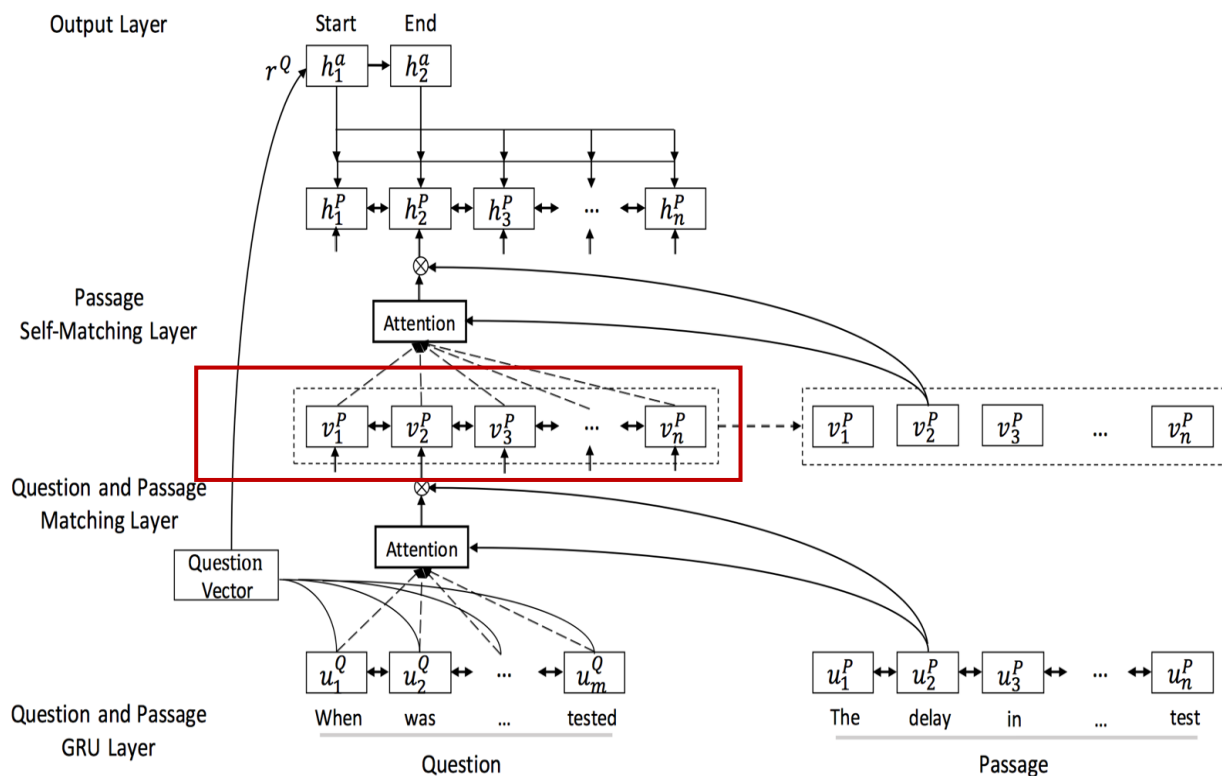 Output Layer
Start End
r^Q h_1^a h_2^a
h_1^P h_2^P h_3^P ... h_n^P
Passage
Self-Matching Layer
Attention
v_1^P v_2^P v_3^P ... v_n^P
v_1^P v_2^P v_3^P ... v_n^P
Question and Passage
Matching Layer
Attention
Question
Vector
u_1^Q u_2^Q ... u_m^Q
u_1^P u_2^P u_3^P ... u_n^P
Question and Passage
GRU Layer
When was ... tested
The delay in ... test
Question
Passage